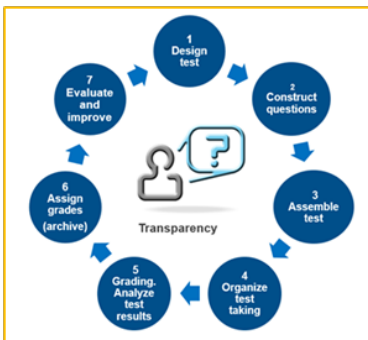 1
Design
test
2
Construct
questions
3
Assemble
test
4
Organize
test
taking
5
Grading.
Analyze
test
results
6
Assign
grades
(archive)
7
Evaluate
and
improve
?
Transparency